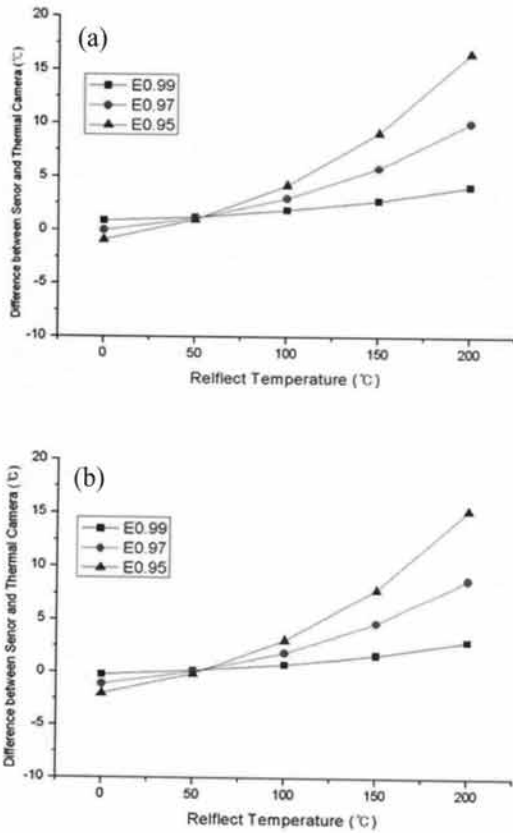 (a)
Difference between Senor and Thermal Camera (℃)
20
15
10
5
0
-5
-10
E0.99
E0.97
E0.95
0 50 100 150 200
Relflect Temperature (℃)
(b)
Difference between Senor and Thermal Camera (℃)
20
15
10
5
0
-5
-10
E0.99
E0.97
E0.95
0 50 100 150 200
Relflect Temperature (℃)